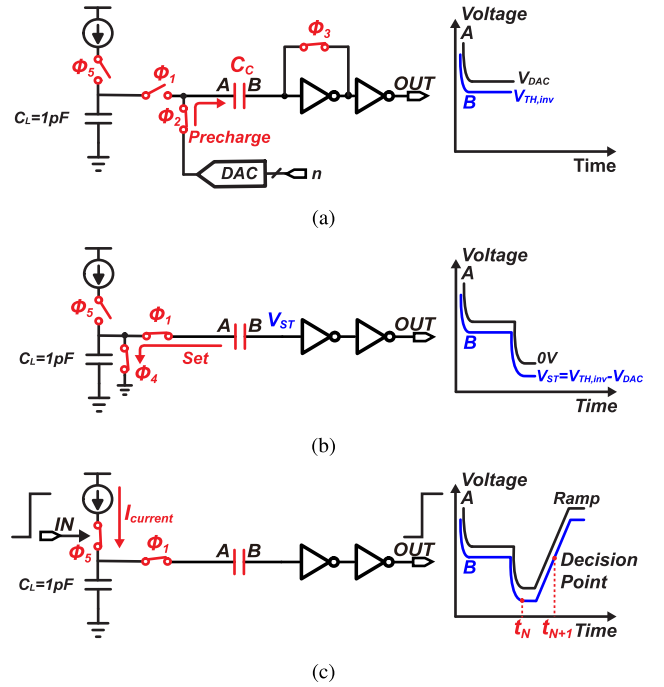 Φ5
Φ1
Φ3
CC
A
B
OUT
Φ2
CL=1pF
Precharge
DAC
n
Voltage
A
VDAC
B
VTH,inv
Time
(a)
Φ5
Φ1
A
B
VST
OUT
CL=1pF
Set
Φ4
Voltage
A
B
0V
VST=VTH,inv-VDAC
Time
(b)
IN
Icurrent
Φ5
Φ1
A
B
OUT
CL=1pF
Voltage
A
Ramp
B
Decision
Point
tN
tN+1
Time
(c)